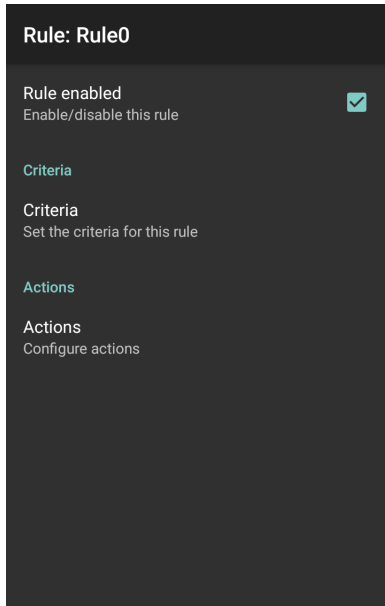 Rule: Rule0
Rule enabled
Enable/disable this rule
Criteria
Criteria
Set the criteria for this rule
Actions
Actions
Configure actions